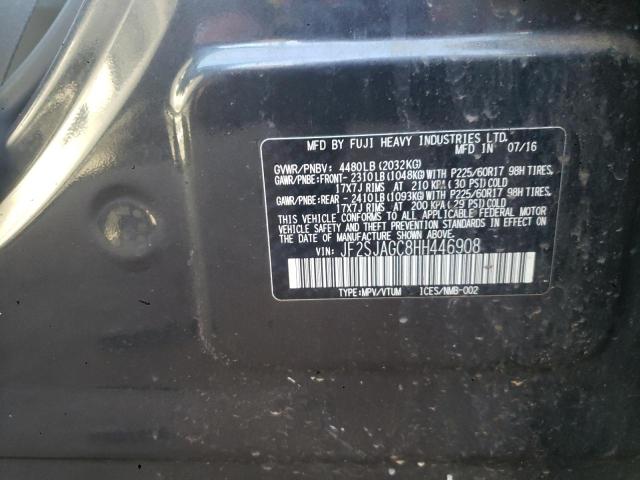 MFD BY FUJI HEAVY INDUSTRIES LTD.
MFD IN 07/16
GVWR/PNBV: 4480LB (2032KG)
GAWR/PNBE: FRONT- 2310LB (1048KG) WITH P225/60R17 98H TIRES,
17X7J RIMS AT 210 KPA (30 PSI) COLD
GAWR/PNBE: REAR - 2410LB (1093KG) WITH P225/60R17 98H TIRES,
17X7J RIMS AT 200 KPA (29 PSI) COLD
THIS VEHICLE CONFORMS TO ALL APPLICABLE FEDERAL MOTOR
VEHICLE SAFETY AND THEFT PREVENTION STANDARDS IN EFFECT ON
THE DATE OF MANUFACTURE SHOWN ABOVE.
VIN: JF2SJAGC8HH446908
TYPE:MPV/VTUM ICES/NMB-002